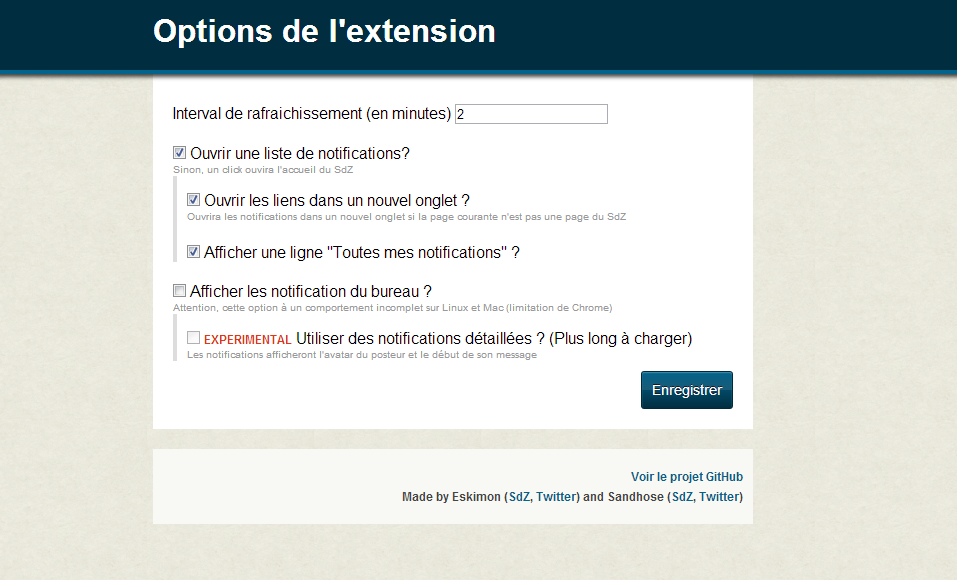 Options de l'extension
Interval de rafraichissement (en minutes) 2
Ouvrir une liste de notifications?
Sinon, un click ouvira l'accueil du SdZ
Ouvrir les liens dans un nouvel onglet ?
Ouvrira les notifications dans un nouvel onglet si la page courante n'est pas une page du SdZ
Afficher une ligne "Toutes mes notifications" ?
Afficher les notification du bureau ?
Attention, cette option à un comportement incomplet sur Linux et Mac (limitation de Chrome)
EXPERIMENTAL Utiliser des notifications détaillées ? (Plus long à charger)
Les notifications afficheront l'avatar du posteur et le début de son message
Enregistrer
Voir le projet GitHub
Made by Eskimon (SdZ, Twitter) and Sandhose (SdZ, Twitter)